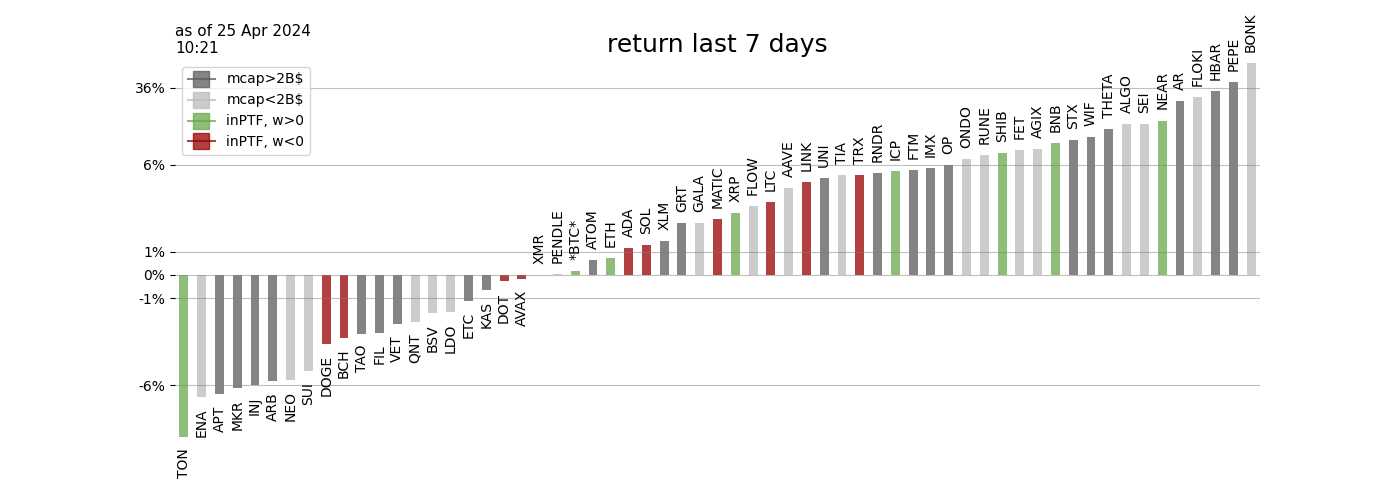 as of 25 Apr 2024
10:21
return last 7 days
mcap>2B$
mcap<2B$
inPTF, w>0
inPTF, w<0
36%
6%
1%
0%
-1%
-6%
TON
ENA
APT
MKR
INJ
ARB
NEO
SUI
DOGE
BCH
TAO
FIL
VET
QNT
BSV
LDO
ETC
KAS
DOT
AVAX
XMR
PENDLE
*BTC*
ATOM
ETH
ADA
SOL
XLM
GRT
GALA
MATIC
XRP
FLOW
LTC
AAVE
LINK
UNI
TIA
TRX
RNDR
ICP
FTM
IMX
OP
ONDO
RUNE
SHIB
FET
AGIX
BNB
STX
WIF
THETA
ALGO
SEI
NEAR
AR
FLOKI
HBAR
PEPE
BONK